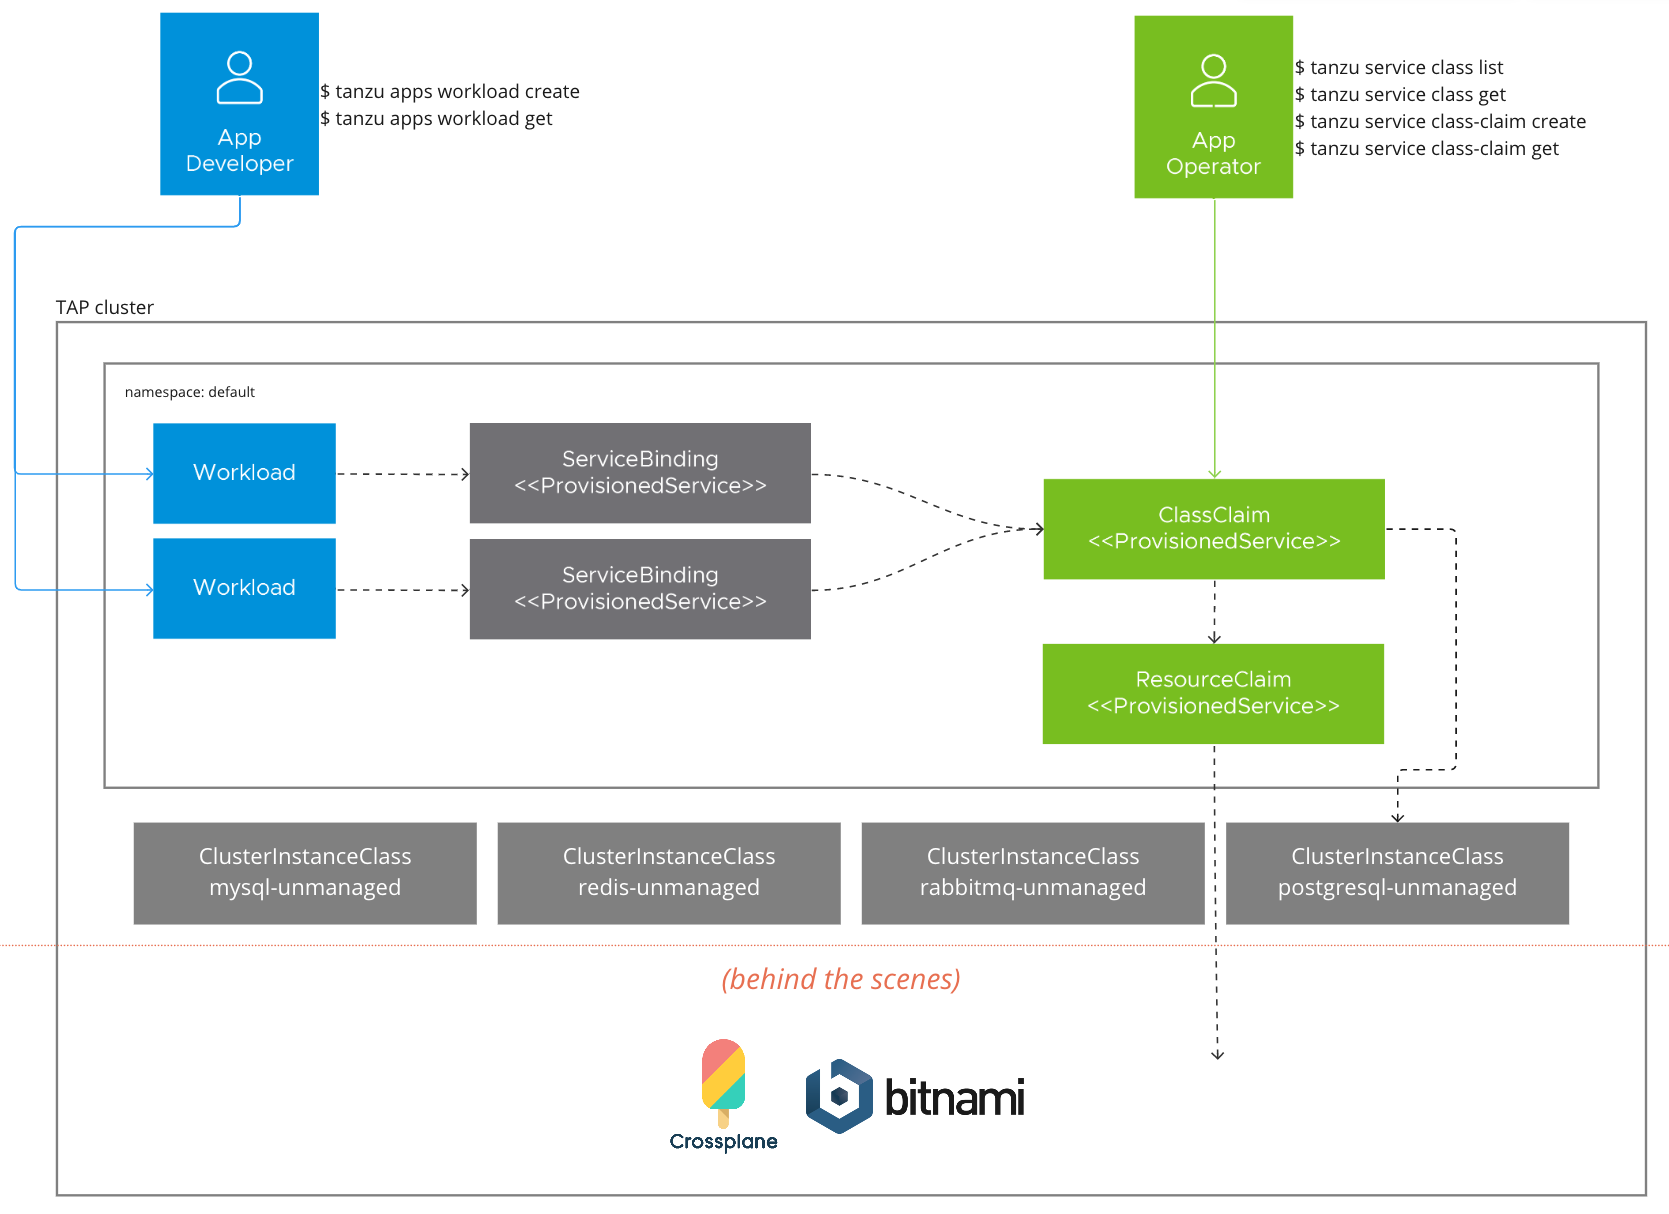 App
Developer
$ tanzu apps workload create
$ tanzu apps workload get
App
Operator
$ tanzu service class list
$ tanzu service class get
$ tanzu service class-claim create
$ tanzu service class-claim get
TAP cluster
namespace: default
Workload
ServiceBinding
<<ProvisionedService>>
Workload
ServiceBinding
<<ProvisionedService>>
ClassClaim
<<ProvisionedService>>
ResourceClaim
<<ProvisionedService>>
ClusterInstanceClass
mysql-unmanaged
ClusterInstanceClass
redis-unmanaged
ClusterInstanceClass
rabbitmq-unmanaged
ClusterInstanceClass
postgresql-unmanaged
(behind the scenes)
Crossplane
bitnami